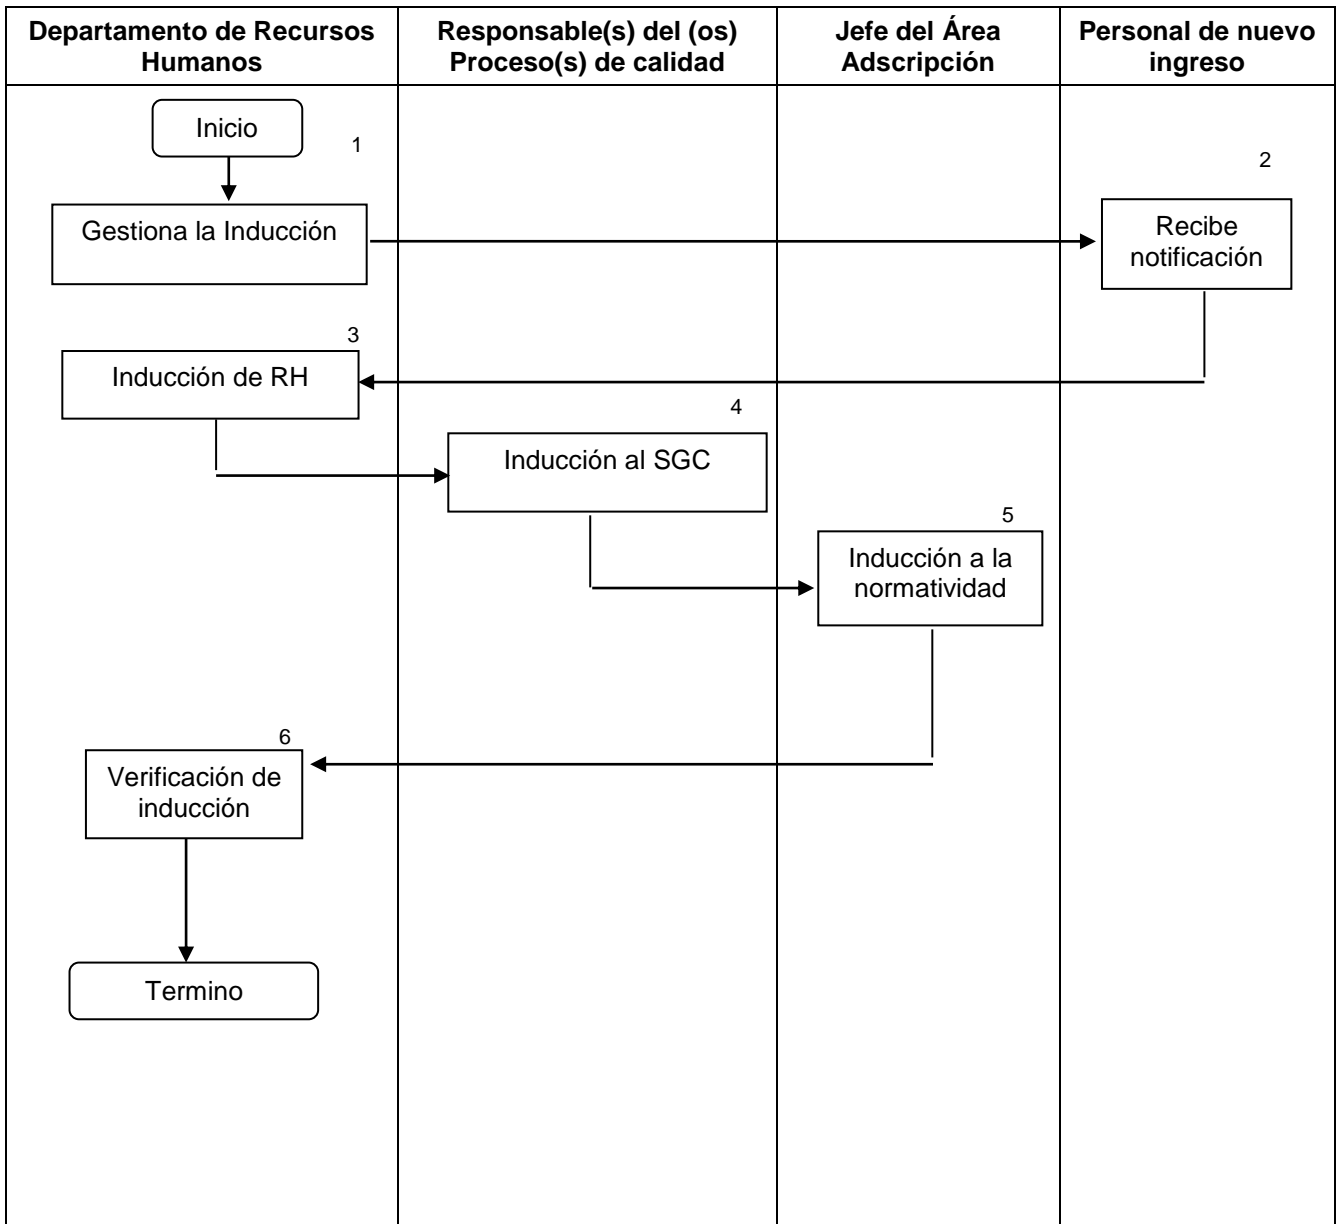 Departamento de Recursos
Humanos
Responsable(s) del (os)
Proceso(s) de calidad
Jefe del Área
Adscripción
Personal de nuevo
ingreso
Inicio
1
2
Gestiona la Inducción
Recibe
notificación
3
Inducción de RH
4
Inducción al SGC
5
Inducción a la
normatividad
6
Verificación de
inducción
Termino